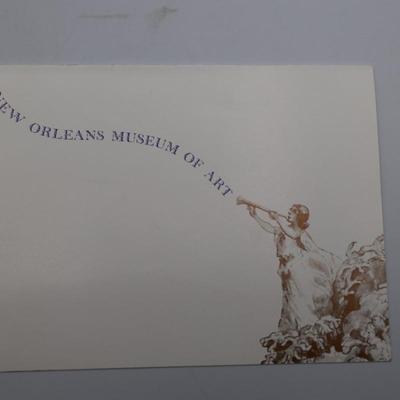 NEW ORLEANS MUSEUM OF ART